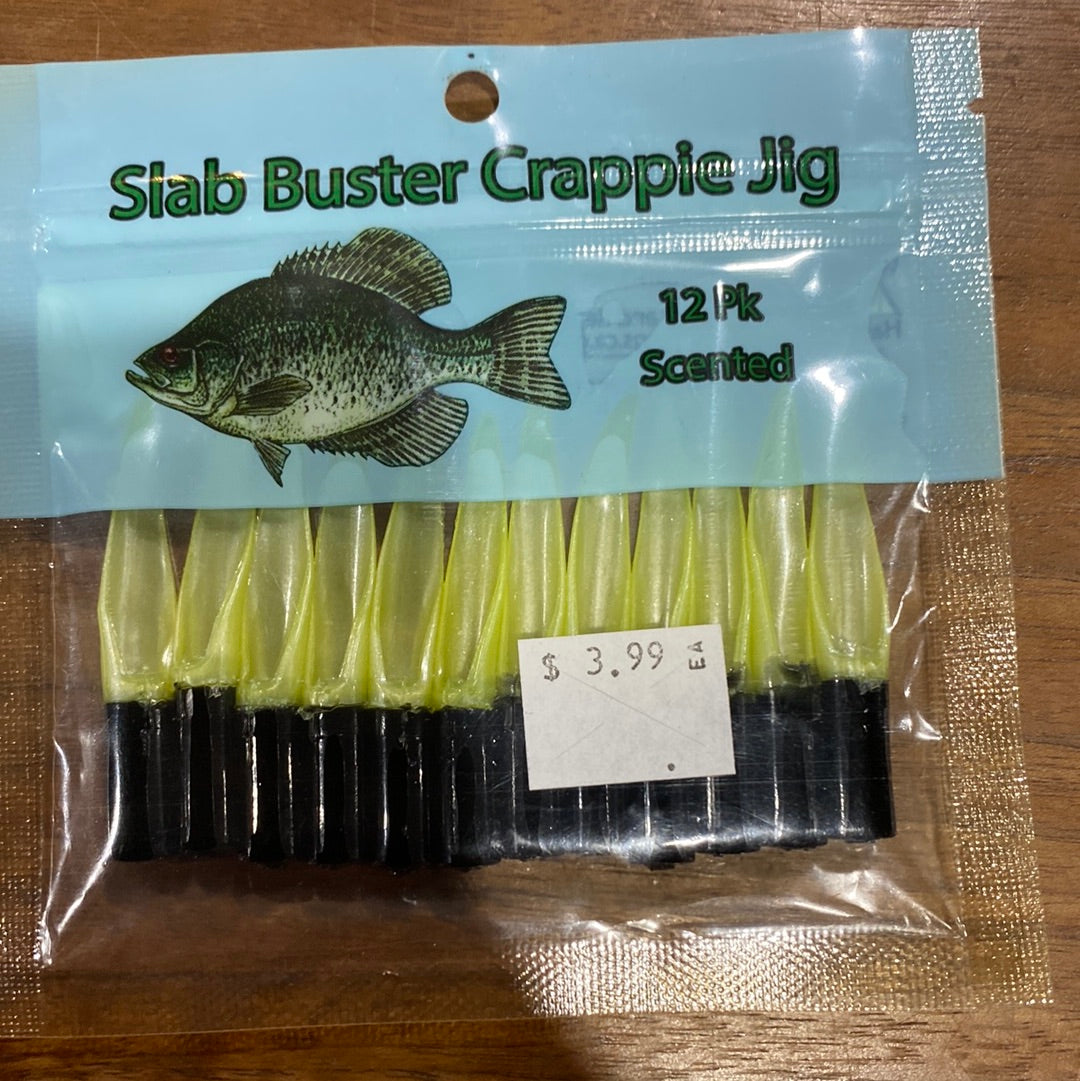 Slab Buster Crappie Jig
12 Pk
Scented
$ 3.99 EA